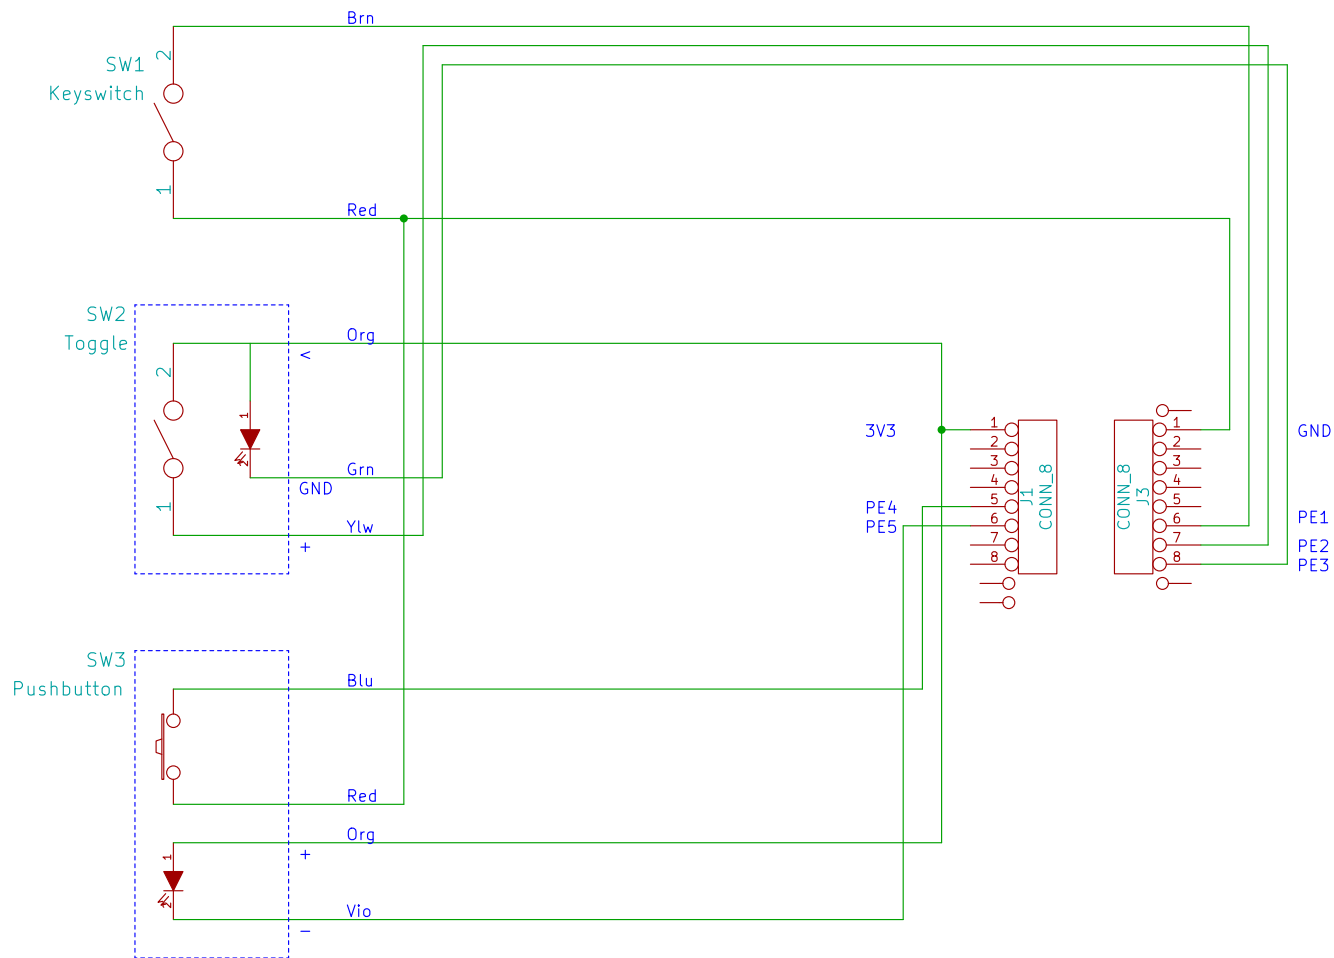 Brn
2
SW1
Keyswitch
1
Red
SW2
Toggle
Org
<
2
1
2
Grn
GND
1
Ylw
+
3V3
PE4
PE5
1
2
3
4
5
6
7
8
J1
CONN_8
CONN_8
J3
1
2
3
4
5
6
7
8
GND
PE1
PE2
PE3
SW3
Pushbutton
Blu
Red
Org
+
1
2
Vio
-